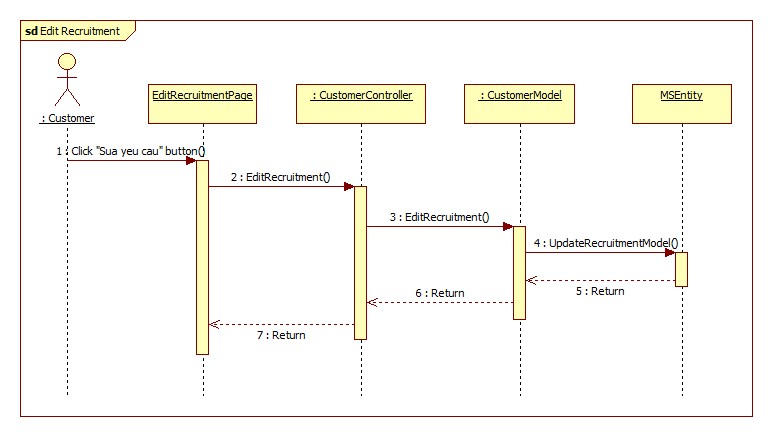 sd Edit Recruitment
: Customer
EditRecruitmentPage
: CustomerController
: CustomerModel
MSEntity
1 : Click "Sua yeu cau" button()
2 : EditRecruitment()
3 : EditRecruitment()
4 : UpdateRecruitmentModel()
5 : Return
6 : Return
7 : Return